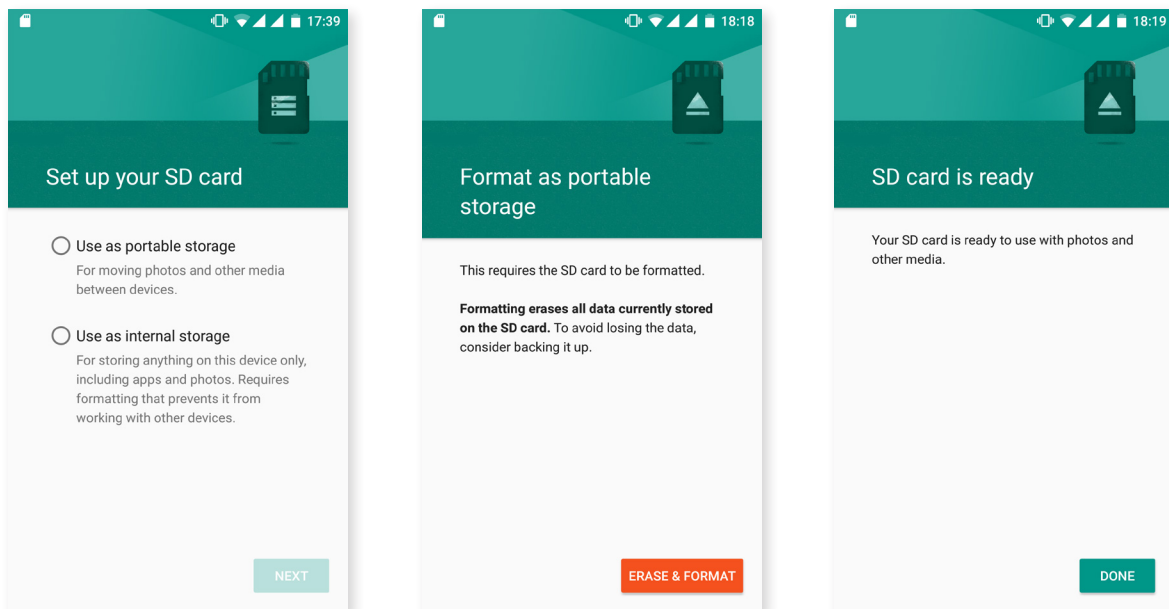 17:39
Set up your SD card
Use as portable storage
For moving photos and other media
between devices.
Use as internal storage
For storing anything on this device only,
including apps and photos. Requires
formatting that prevents it from
working with other devices.
NEXT
18:18
Format as portable
storage
This requires the SD card to be formatted.
Formatting erases all data currently stored
on the SD card. To avoid losing the data,
consider backing it up.
ERASE & FORMAT
18:19
SD card is ready
Your SD card is ready to use with photos and
other media.
DONE